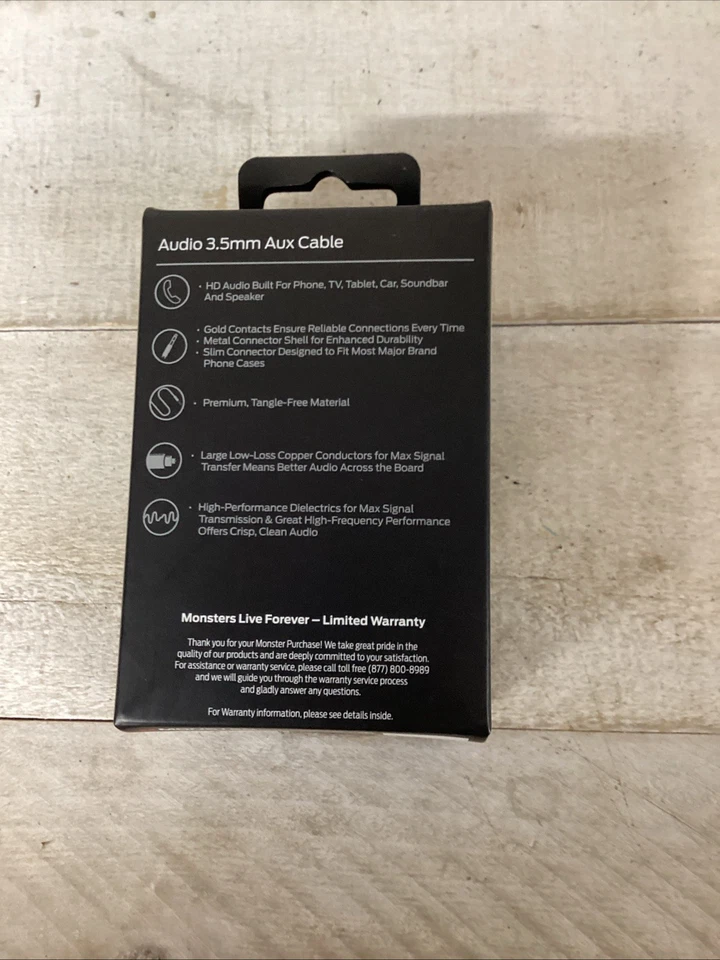 Audio 3.5mm Aux Cable
• HD Audio Built For Phone, TV, Tablet, Car, Soundbar
And Speaker
• Gold Contacts Ensure Reliable Connections Every Time
• Metal Connector Shell for Enhanced Durability
• Slim Connector Designed to Fit Most Major Brand
Phone Cases
• Premium, Tangle-Free Material
• Large Low-Loss Copper Conductors for Max Signal
Transfer Means Better Audio Across the Board
• High-Performance Dielectrics for Max Signal
Transmission & Great High-Frequency Performance
Offers Crisp, Clean Audio
Monsters Live Forever – Limited Warranty
Thank you for your Monster Purchase! We take great pride in the
quality of our products and are deeply committed to your satisfaction.
For assistance or warranty service, please call toll free (877) 800-8989
and we will guide you through the warranty service process
and gladly answer any questions.
For Warranty information, please see details inside.